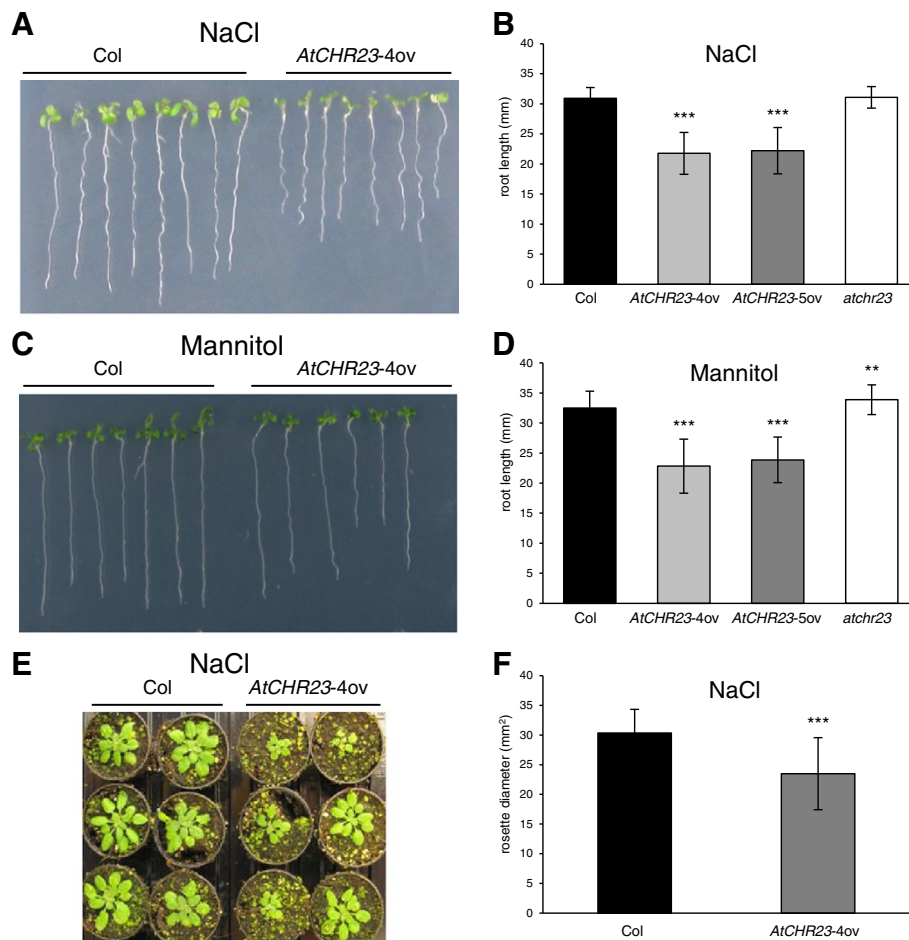 A
NaCl
Col AtCHR23-4ov
B
NaCl
root length (mm)
40
35
30
25
20
15
10
5
0
*** ***
Col AtCHR23-4ov AtCHR23-5ov atchr23
C
Mannitol
Col AtCHR23-4ov
D
Mannitol
root length (mm)
40
35
30
25
20
15
10
5
0
*** *** **
Col AtCHR23-4ov AtCHR23-5ov atchr23
E
NaCl
Col AtCHR23-4ov
F
NaCl
rosette diameter (mm²)
40
35
30
25
20
15
10
5
0
***
Col AtCHR23-4ov